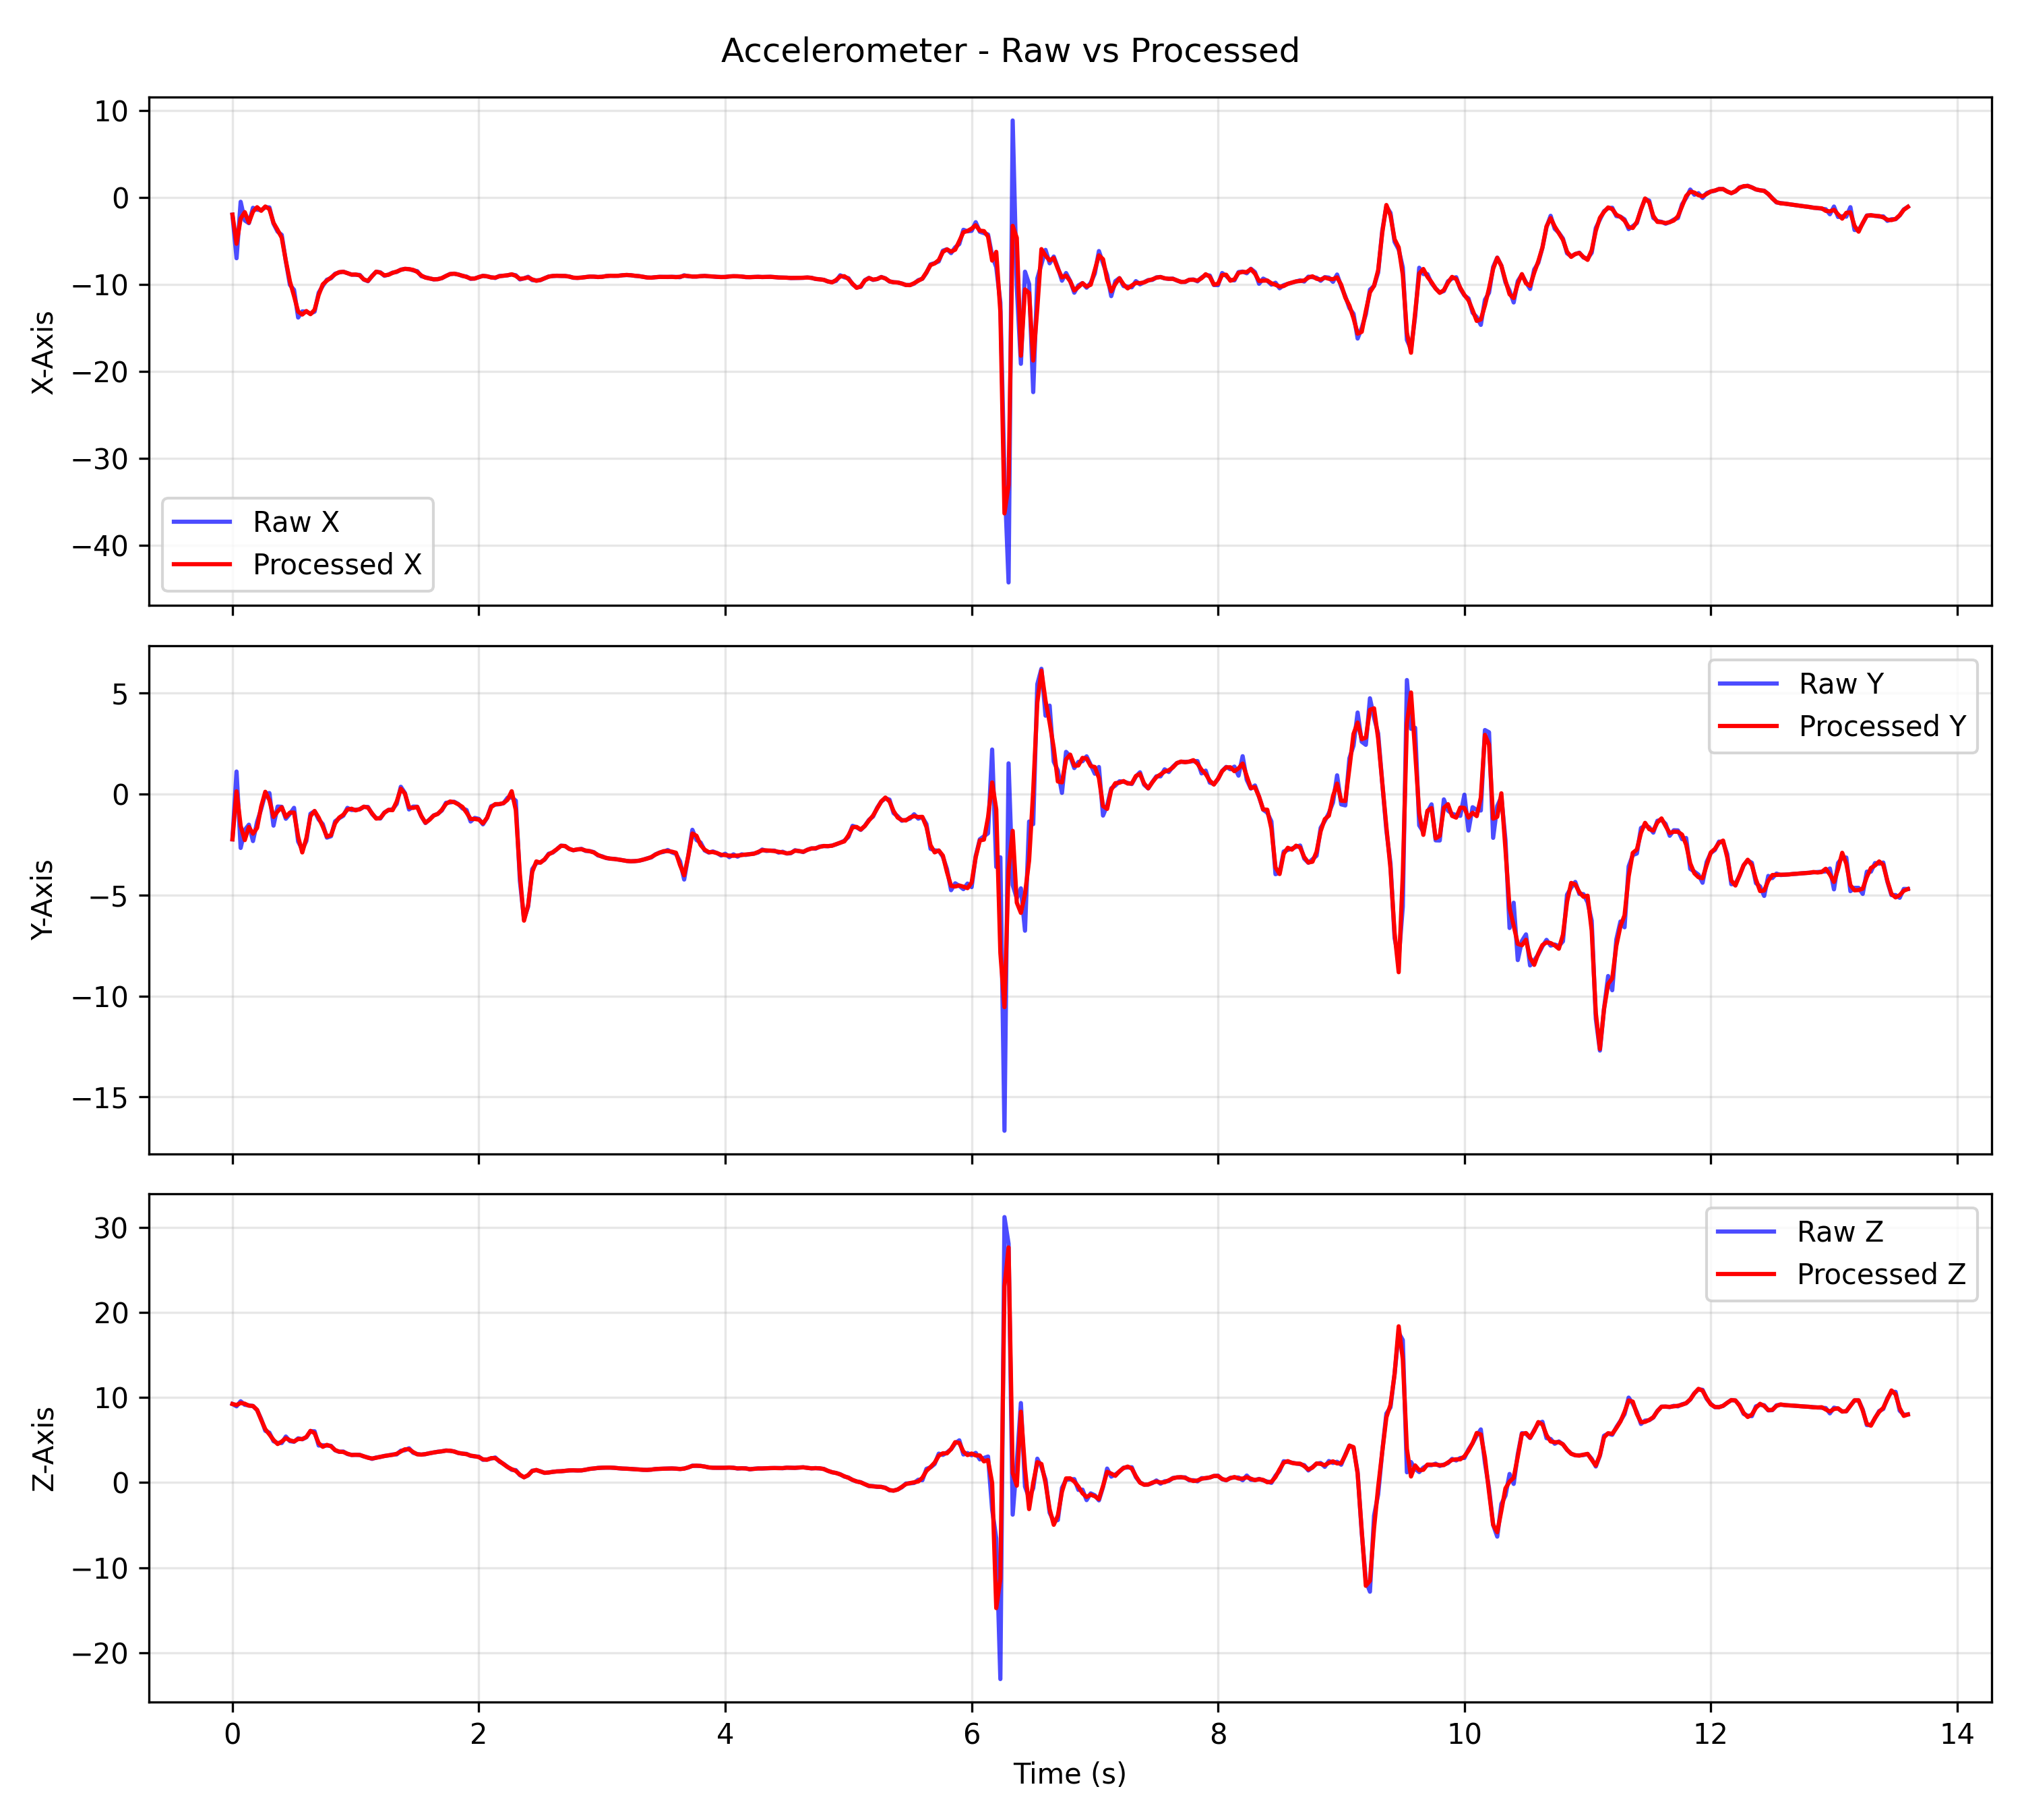 Accelerometer - Raw vs Processed
10
0
−10
−20
−30
−40
X-Axis
Raw X
Processed X
5
0
−5
−10
−15
Y-Axis
Raw Y
Processed Y
30
20
10
0
−10
−20
Z-Axis
Raw Z
Processed Z
0 2 4 6 8 10 12 14
Time (s)